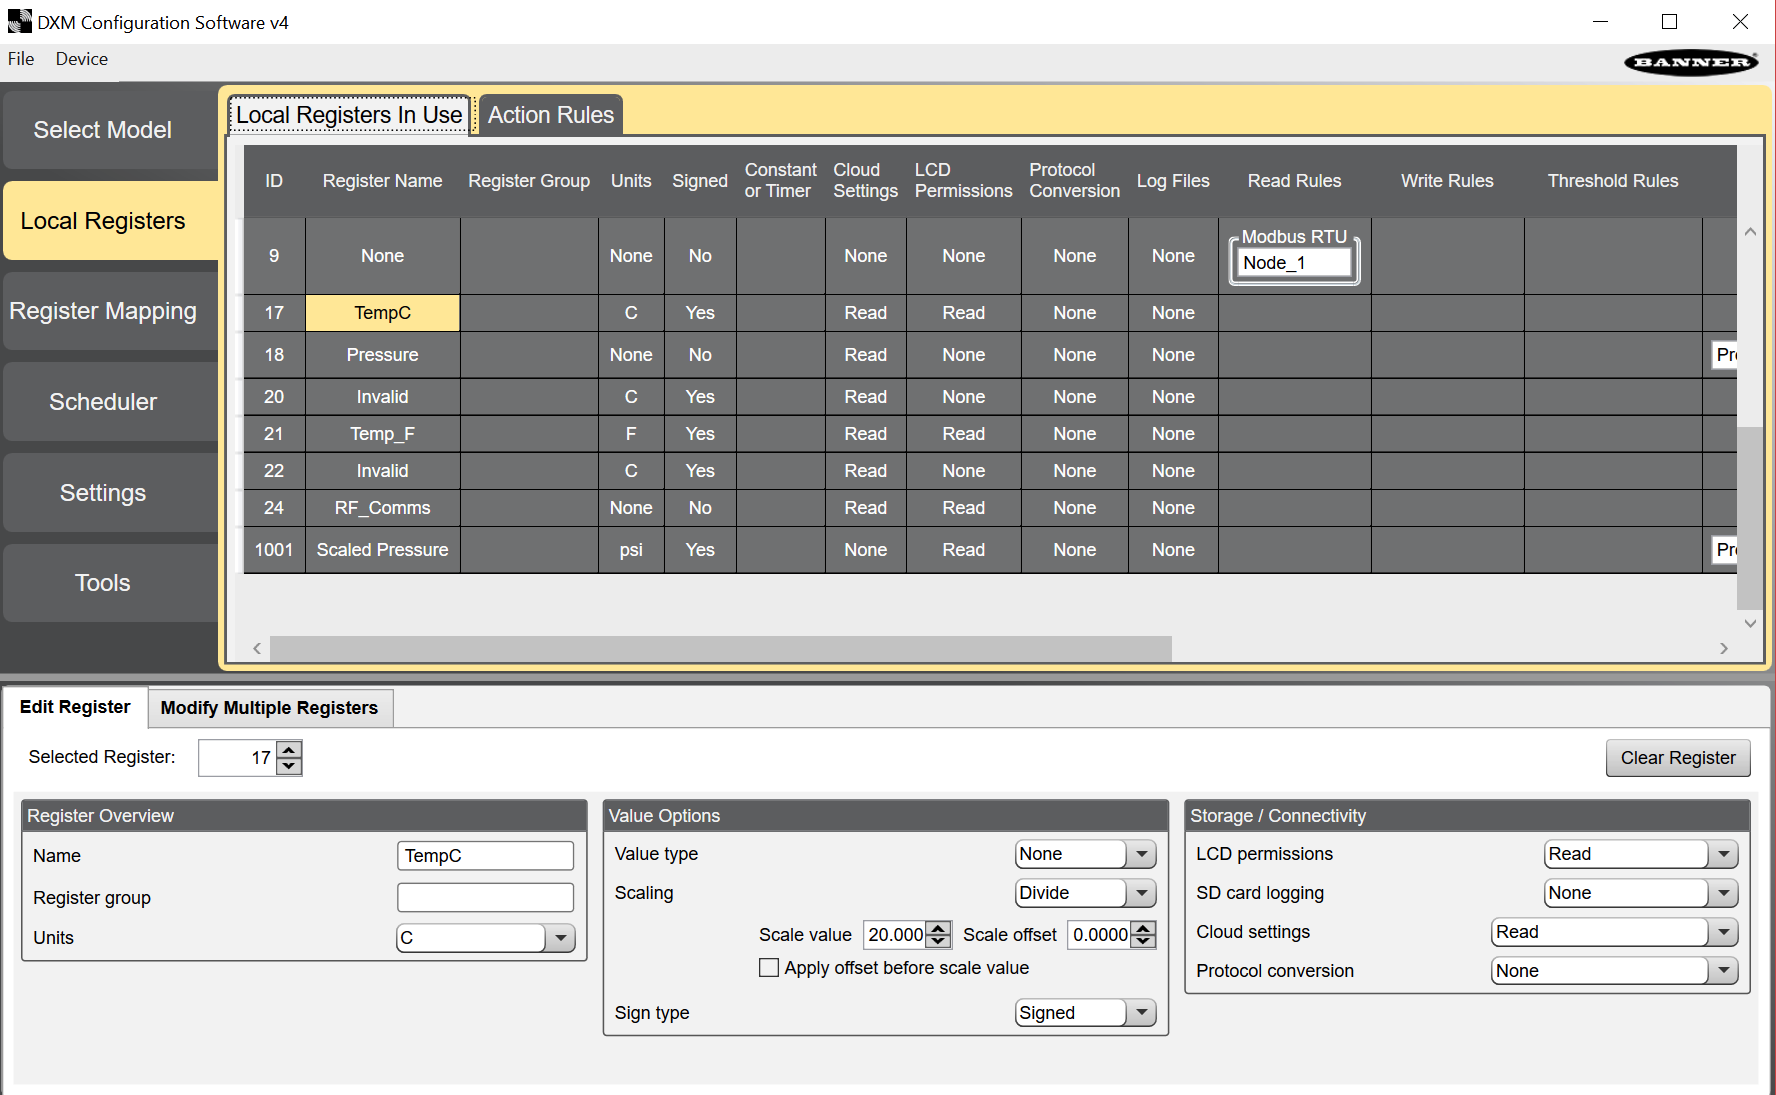 DXM Configuration Software v4
File Device
BANNER
Select Model
Local Registers
Register Mapping
Scheduler
Settings
Tools
Local Registers In Use Action Rules
ID Register Name Register Group Units Signed Constant or Timer Cloud Settings LCD Permissions Protocol Conversion Log Files Read Rules Write Rules Threshold Rules
Modbus RTU
9 None None No None None None None Node_1
17 TempC C Yes Read Read None None
18 Pressure None No Read None None None Pr
20 Invalid C Yes Read None None None
21 Temp_F F Yes Read Read None None
22 Invalid C Yes Read None None None
24 RF_Comms None No Read Read None None
1001 Scaled Pressure psi Yes None Read None None Pr
Edit Register Modify Multiple Registers
Selected Register: 17 Clear Register
Register Overview
Name TempC
Register group
Units C
Value Options
Value type None
Scaling Divide
Scale value 20.000 Scale offset 0.0000
Apply offset before scale value
Sign type Signed
Storage / Connectivity
LCD permissions Read
SD card logging None
Cloud settings Read
Protocol conversion None